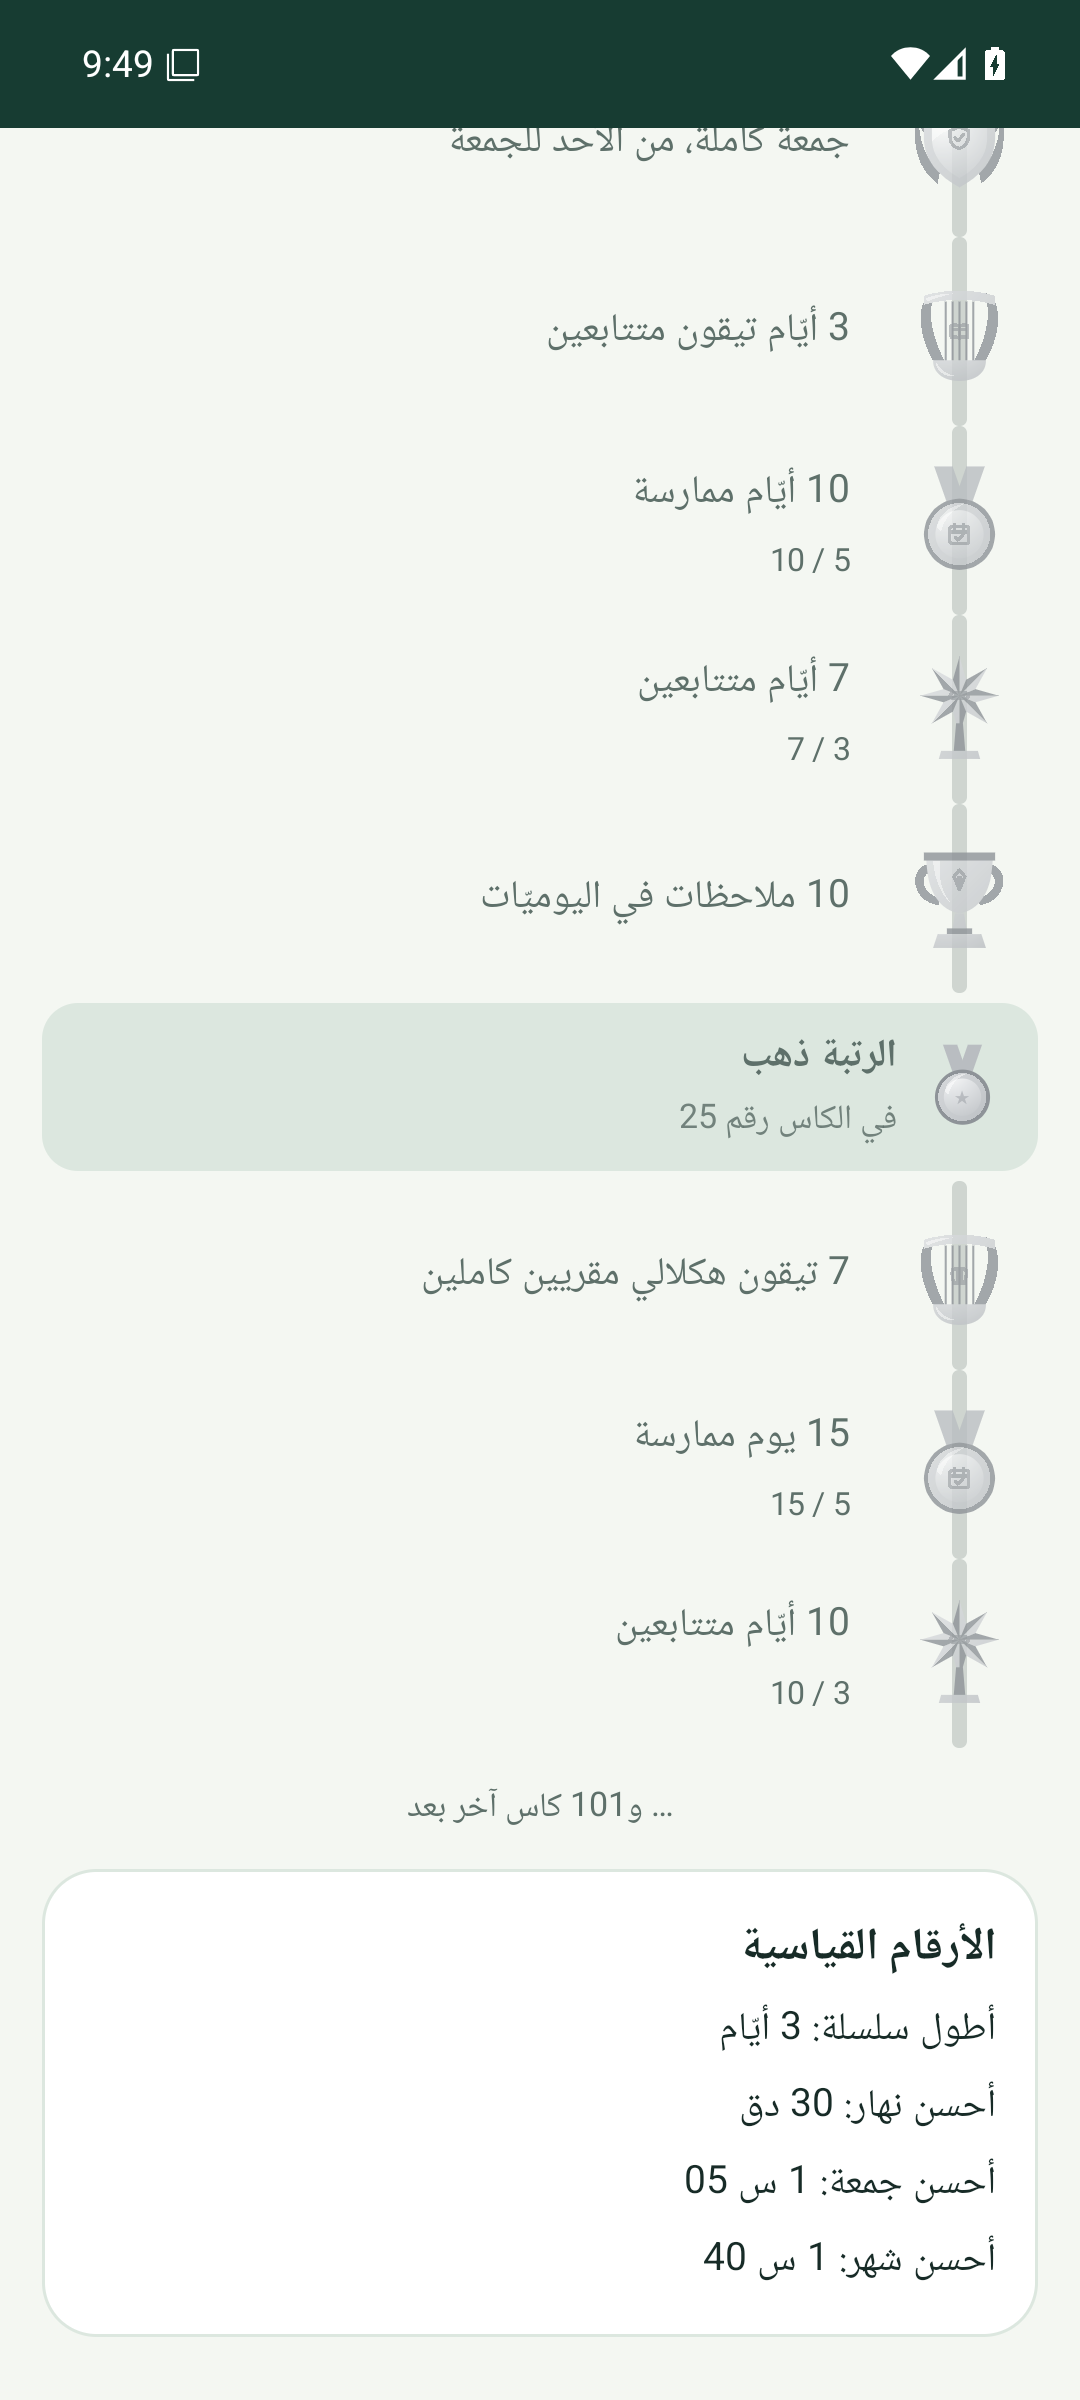 9:49
جمعة كاملة، من الأحد للجمعة
3 أيّام تيقون متتابعين
10 أيّام ممارسة
10 / 5
7 أيّام متتابعين
7 / 3
10 ملاحظات في اليوميّات
الرتبة ذهب
في الكاس رقم 25
7 تيقون هكلالي مقريين كاملين
15 يوم ممارسة
15 / 5
10 أيّام متتابعين
10 / 3
... و101 كاس آخر بعد
الأرقام القياسية
أطول سلسلة: 3 أيّام
أحسن نهار: 30 دق
أحسن جمعة: 1 س 05
أحسن شهر: 1 س 40